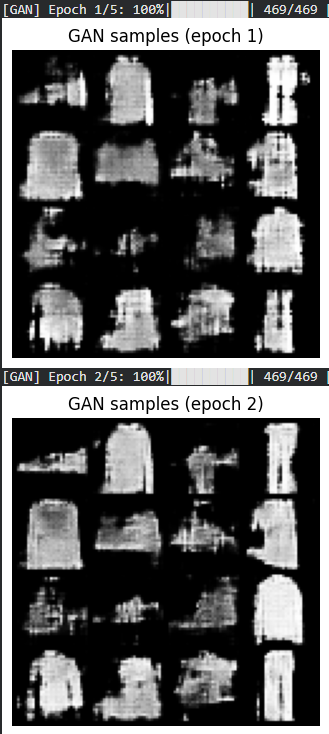 [GAN] Epoch 1/5: 100%| | 469/469 [
GAN samples (epoch 1)
[GAN] Epoch 2/5: 100%| | 469/469 [
GAN samples (epoch 2)